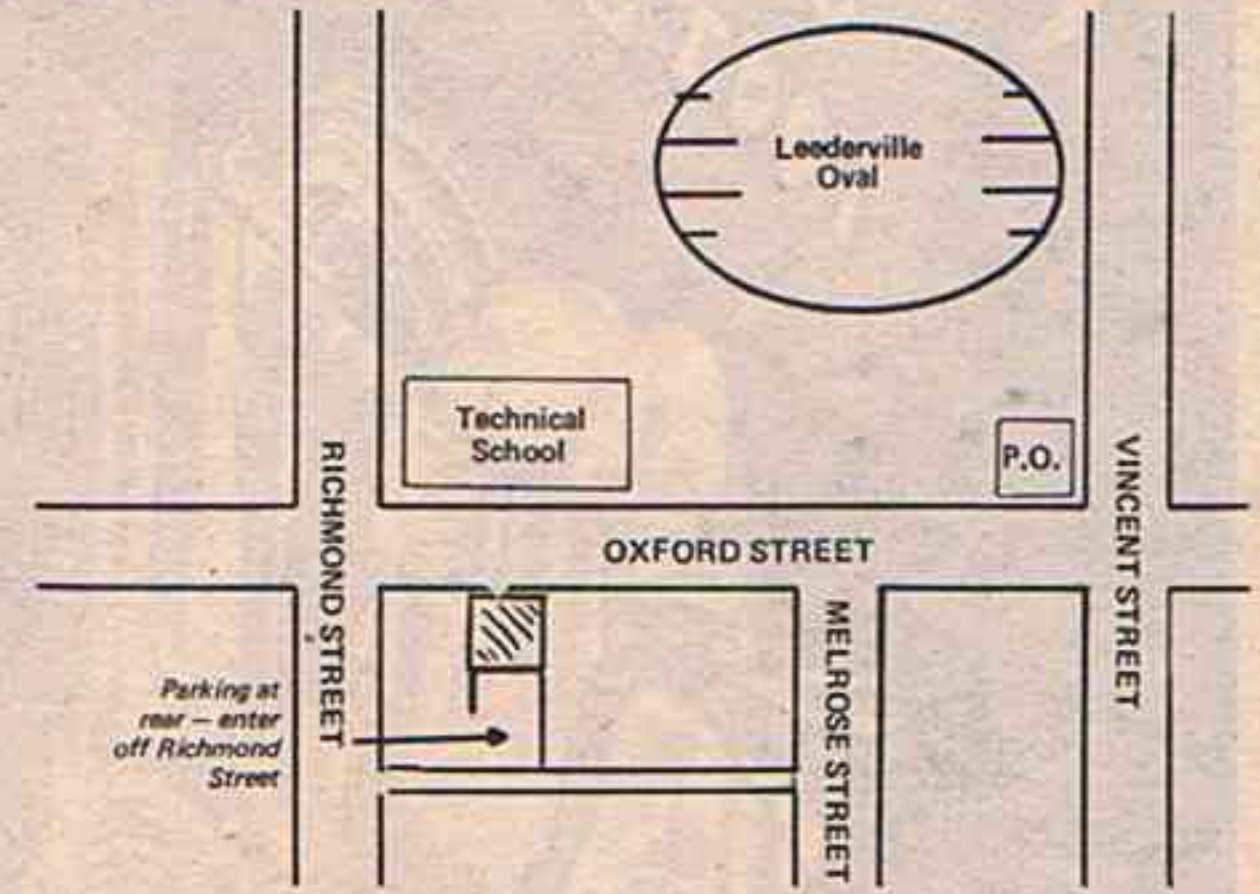 Leederville
Oval
Technical
School
P.O.
RICHMOND STREET
VINCENT STREET
OXFORD STREET
MELROSE STREET
Parking at
rear — enter
off Richmond
Street